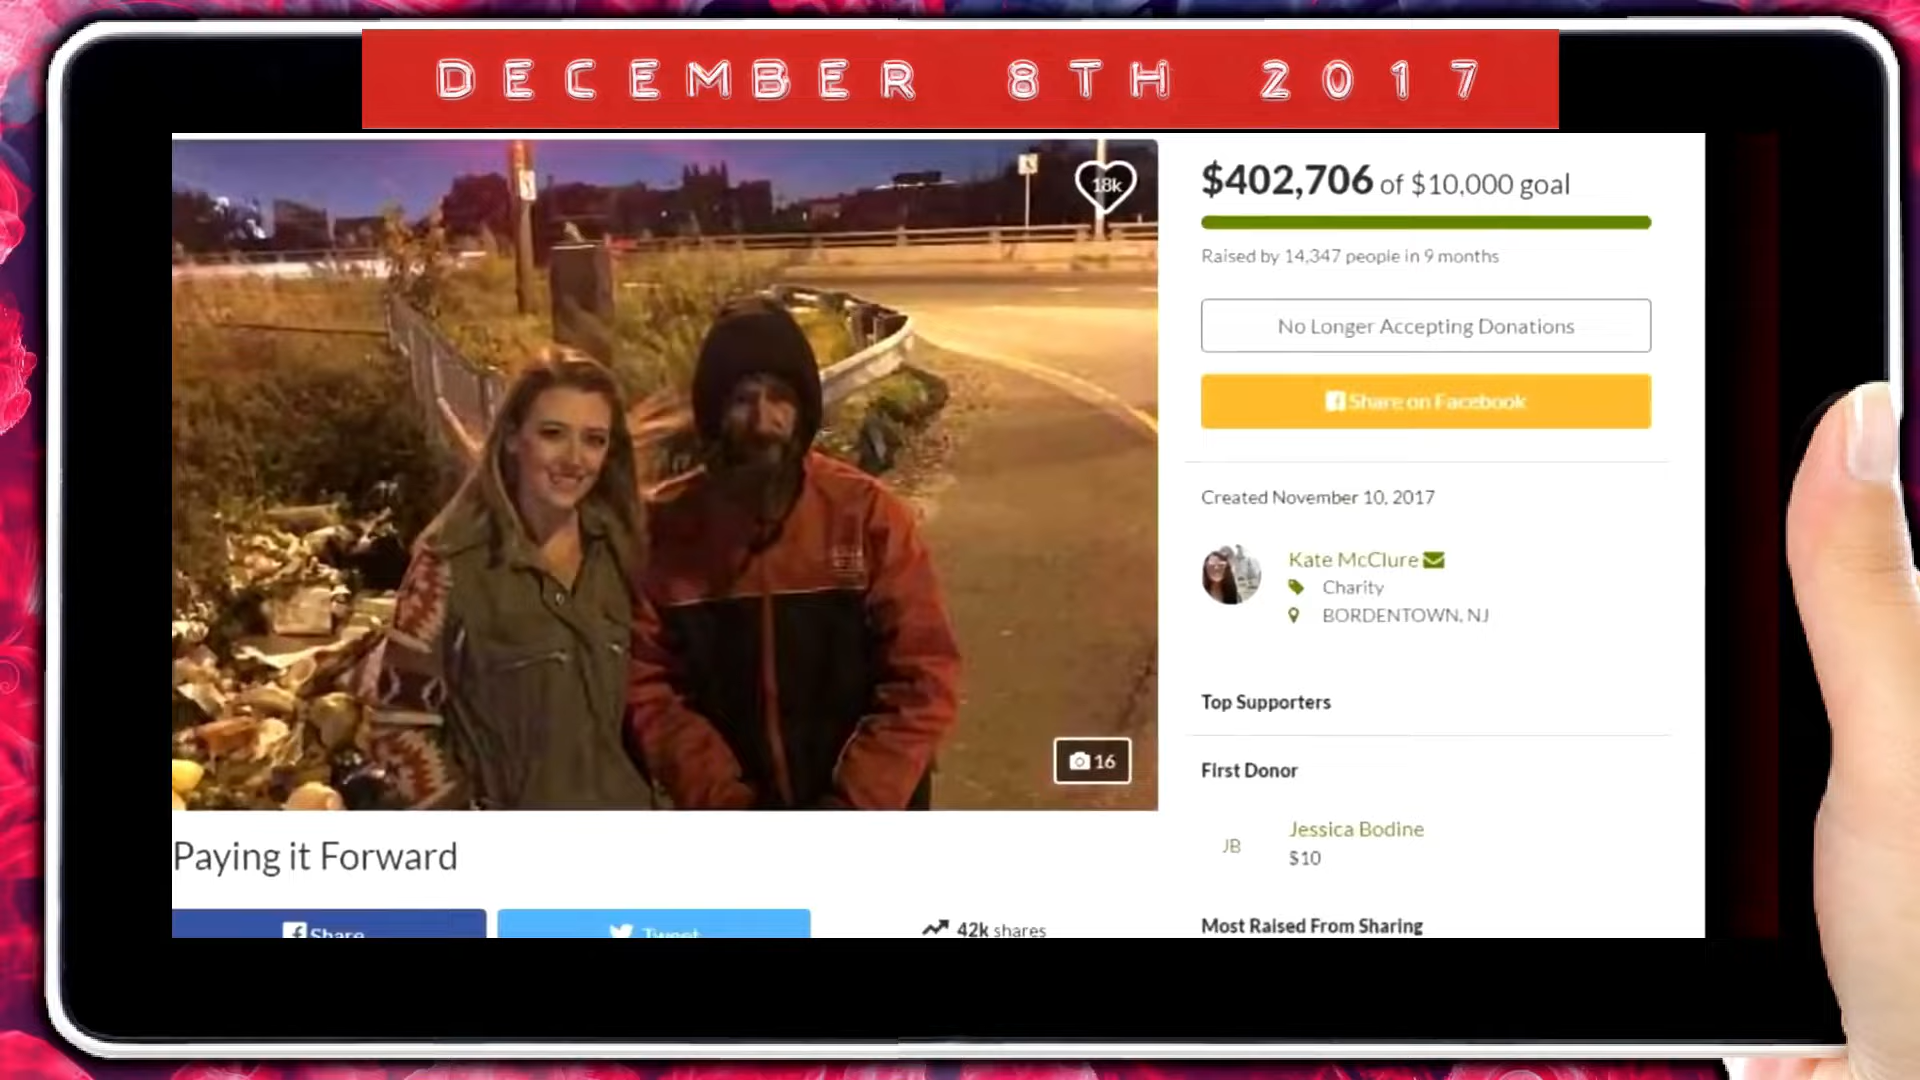 DECEMBER 8TH 2017
18k
16
Paying it Forward
Share
Tweet
42k shares
$402,706 of $10,000 goal
Raised by 14,347 people in 9 months
No Longer Accepting Donations
Share on Facebook
Created November 10, 2017
Kate McClure
Charity
BORDENTOWN, NJ
Top Supporters
First Donor
JB
Jessica Bodine
$10
Most Raised From Sharing